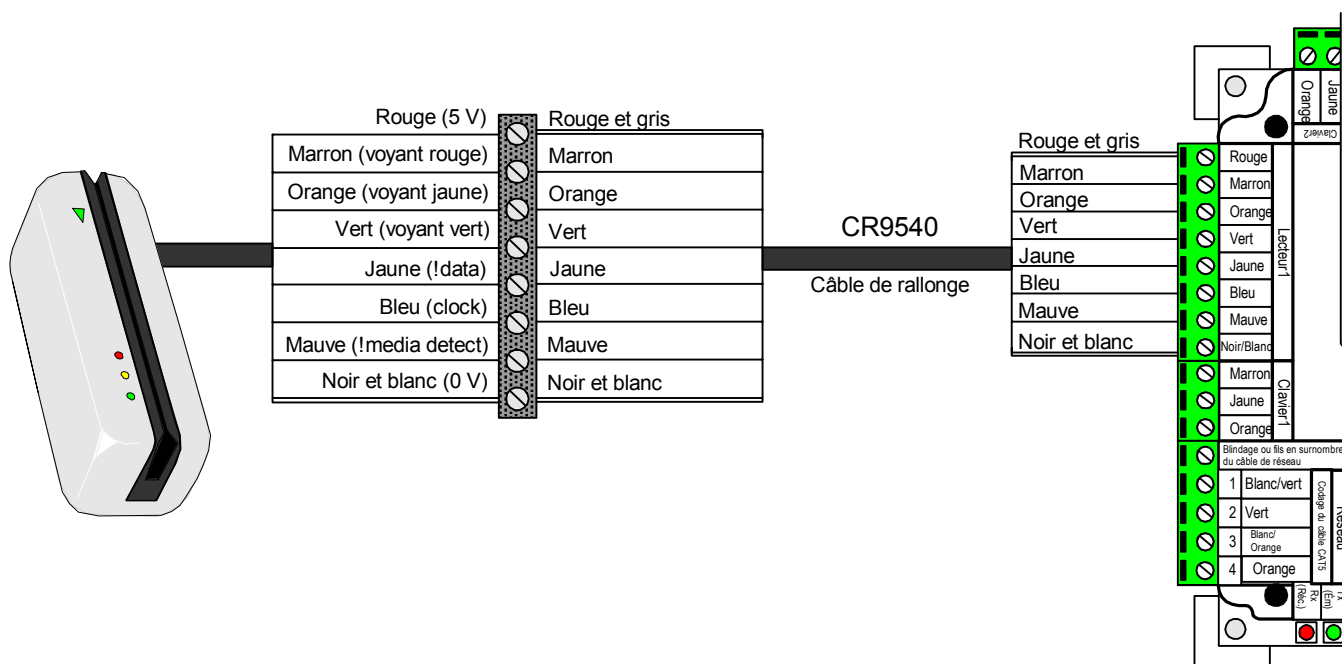 Rouge (5 V)
Marron (voyant rouge)
Orange (voyant jaune)
Vert (voyant vert)
Jaune (!data)
Bleu (clock)
Mauve (!media detect)
Noir et blanc (0 V)
Rouge et gris
Marron
Orange
Vert
Jaune
Bleu
Mauve
Noir et blanc
CR9540
Câble de rallonge
Rouge et gris
Marron
Orange
Vert
Jaune
Bleu
Mauve
Noir et blanc
Orange
Jaune
Clavier2
Rouge
Marron
Orange
Vert
Jaune
Bleu
Mauve
Noir/Blanc
Lecteur1
Marron
Jaune
Orange
Clavier1
Blindage ou fils en surnombre
du câble de réseau
1 Blanc/vert
2 Vert
3 Blanc/
Orange
4 Orange
Codage du câble CAT5
Réseau
Rx
(Réc.)
Tx
(Ém)